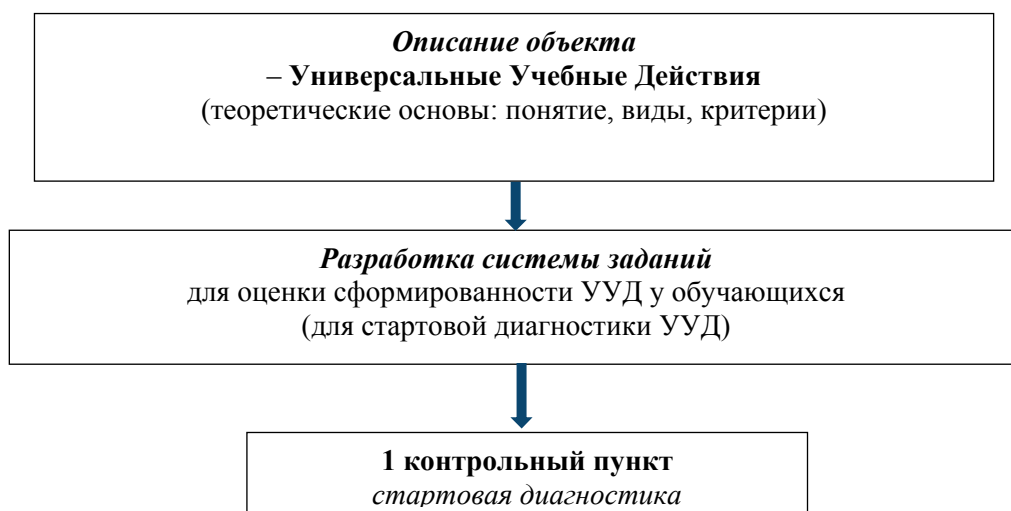 Описание объекта
– Универсальные Учебные Действия
(теоретические основы: понятие, виды, критерии)
Разработка системы заданий
для оценки сформированности УУД у обучающихся
(для стартовой диагностики УУД)
1 контрольный пункт
стартовая диагностика